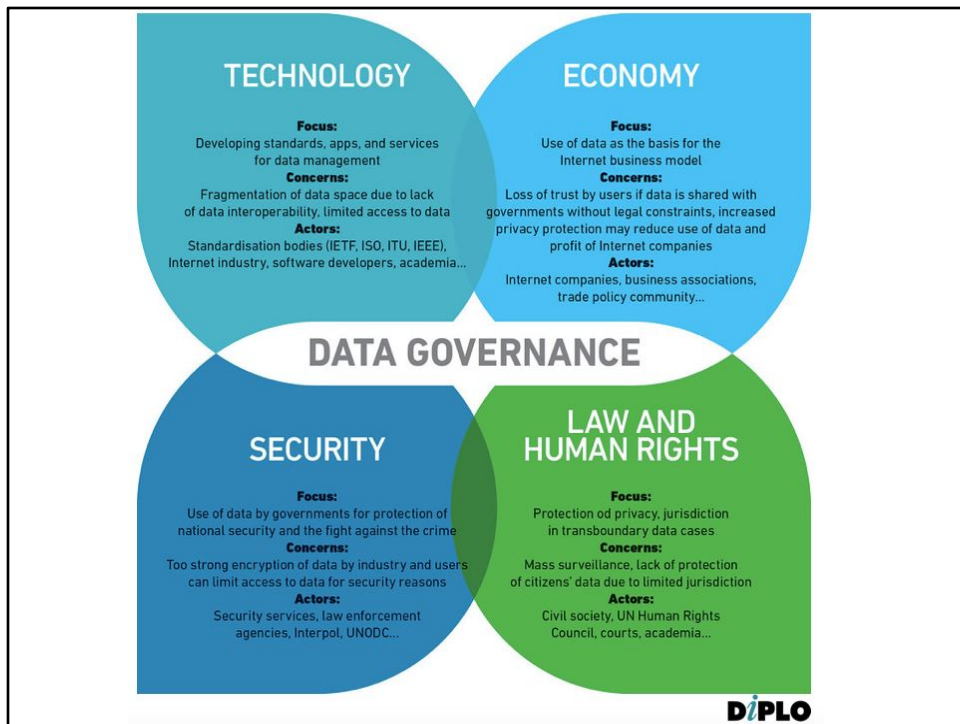 TECHNOLOGY
Focus:
Developing standards, apps, and services
for data management
Concerns:
Fragmentation of data space due to lack
of data interoperability, limited access to data
Actors:
Standardisation bodies (IETF, ISO, ITU, IEEE),
Internet industry, software developers, academia...
ECONOMY
Focus:
Use of data as the basis for the
Internet business model
Concerns:
Loss of trust by users if data is shared with
governments without legal constraints, increased
privacy protection may reduce use of data and
profit of Internet companies
Actors:
Internet companies, business associations,
trade policy community...
DATA GOVERNANCE
SECURITY
Focus:
Use of data by governments for protection of
national security and the fight against the crime
Concerns:
Too strong encryption of data by industry and users
can limit access to data for security reasons
Actors:
Security services, law enforcement
agencies, Interpol, UNODC...
LAW AND
HUMAN RIGHTS
Focus:
Protection od privacy, jurisdiction
in transboundary data cases
Concerns:
Mass surveillance, lack of protection
of citizens' data due to limited jurisdiction
Actors:
Civil society, UN Human Rights
Council, courts, academia...
DiPLO